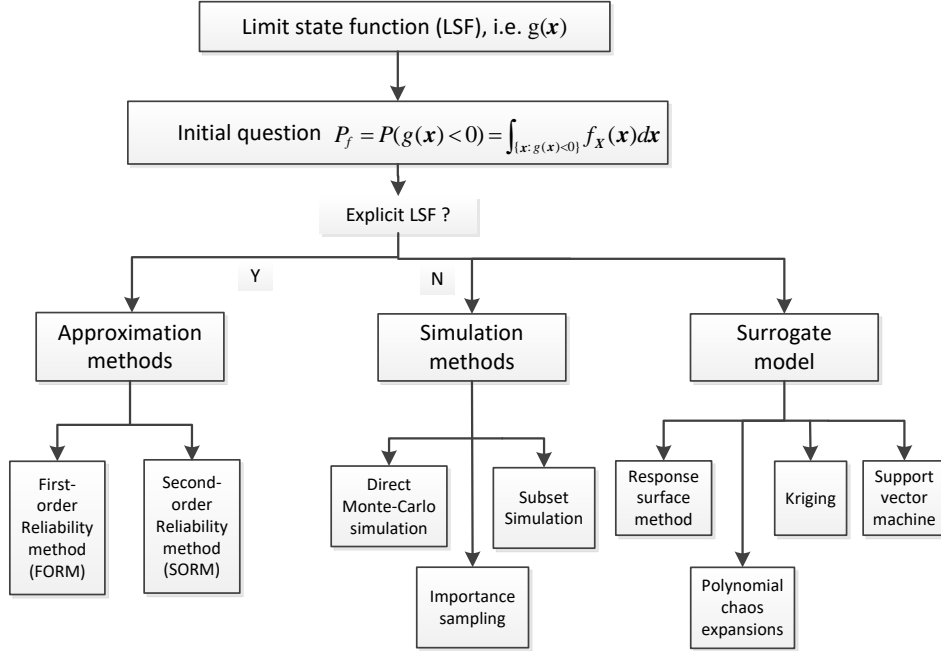 Limit state function (LSF), i.e. g(x)
Initial question P_f = P(g(x) < 0) = ∫_{x: g(x)<0} f_X(x)dx
Explicit LSF ?
Y
N
Approximation
methods
Simulation
methods
Surrogate
model
First-
order
Reliability
method
(FORM)
Second-
order
Reliability
method
(SORM)
Direct
Monte-Carlo
simulation
Subset
Simulation
Importance
sampling
Response
surface
method
Kriging
Support
vector
machine
Polynomial
chaos
expansions